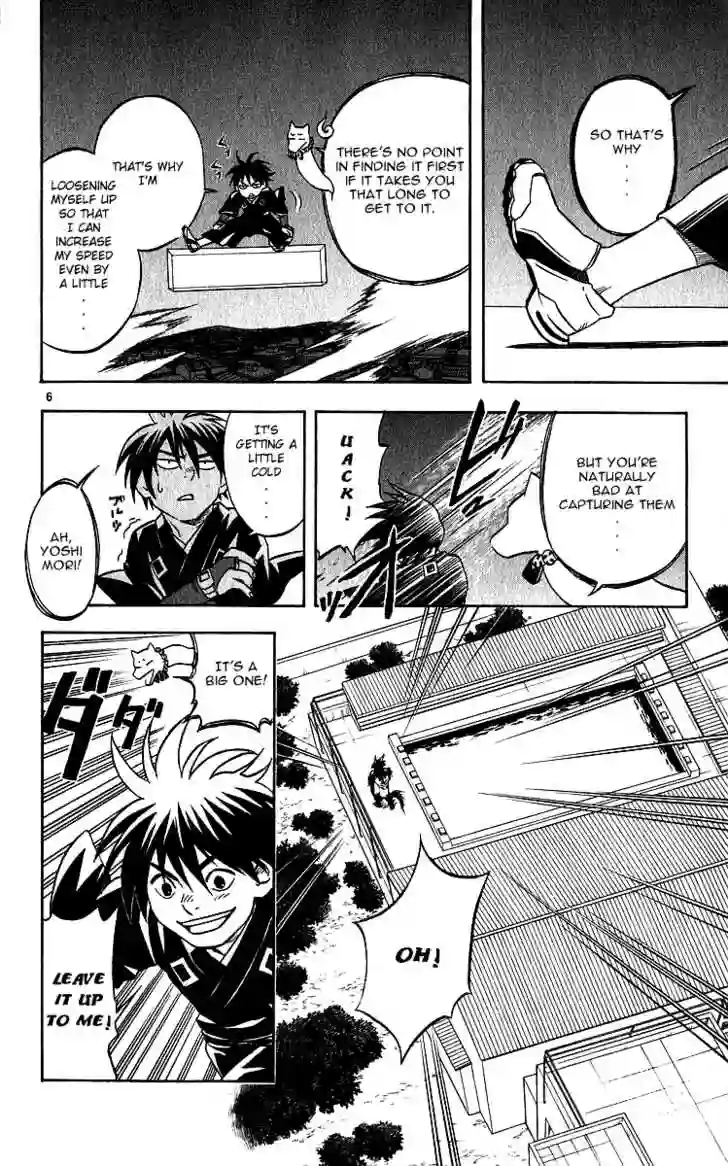 SO THAT'S
WHY
.
.
.
THERE'S NO POINT
IN FINDING IT FIRST
IF IT TAKES YOU
THAT LONG TO
GET TO IT.
THAT'S WHY
I'M
LOOSENING
MYSELF UP
SO THAT
I CAN
INCREASE
MY SPEED
EVEN BY
A LITTLE
.
.
.
6
BUT YOU'RE
NATURALLY
BAD AT
CAPTURING THEM
.
.
.
UACK!
IT'S
GETTING A
LITTLE
COLD
.
.
.
ブルッ
AH,
YOSHI
MORI!
OH!
IT'S A
BIG ONE!
ダダ
LEAVE
IT UP
TO ME!